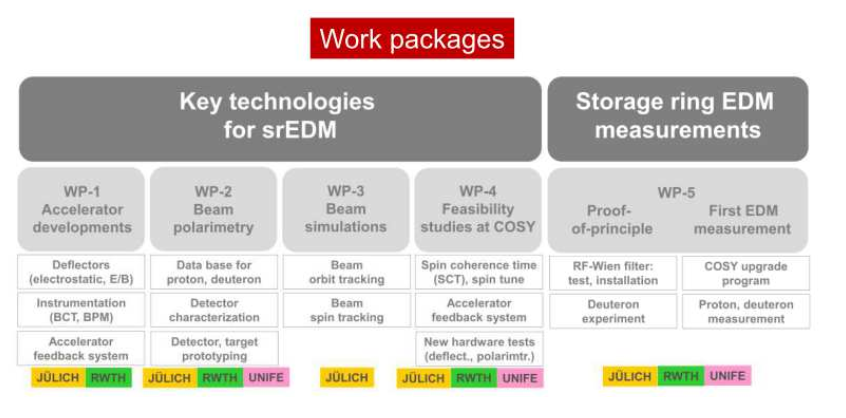 Work packages
Key technologies
for srEDM
Storage ring EDM
measurements
WP-1
Accelerator
developments
WP-2
Beam
polarimetry
WP-3
Beam
simulations
WP-4
Feasibility
studies at COSY
WP-5
Proof-
of-principle
First EDM
measurement
Deflectors
(electrostatic, E/B)
Instrumentation
(BCT, BPM)
Accelerator
feedback system
JÜLICH RWTH
Data base for
proton, deuteron
Detector
characterization
Detector, target
prototyping
JÜLICH RWTH UNIFE
Beam
orbit tracking
Beam
spin tracking
JÜLICH
Spin coherence time
(SCT), spin tune
Accelerator
feedback system
New hardware tests
(deflect., polarimtr.)
JÜLICH RWTH UNIFE
RF-Wien filter:
test, installation
Deuteron
experiment
COSY upgrade
program
Proton, deuteron
measurement
JÜLICH RWTH UNIFE